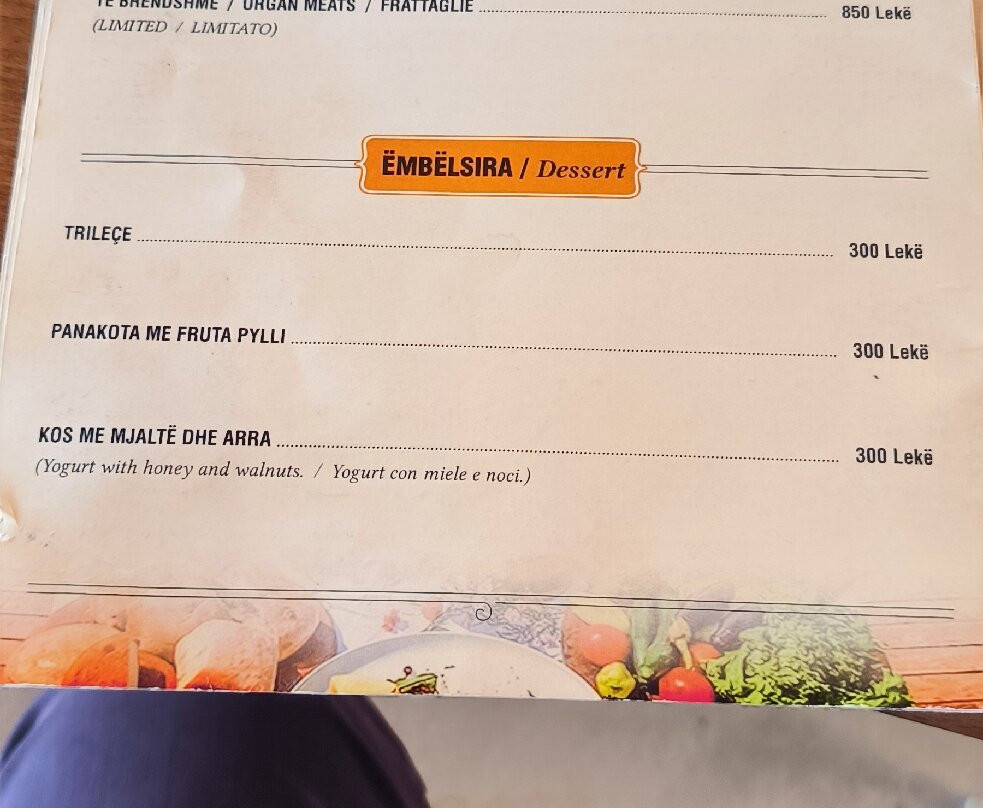 TË BRENDSHME / ORGAN MEATS / FRATTAGLIE 850 Lekë
(LIMITED / LIMITATO)
ËMBËLSIRA / Dessert
TRILEÇE 300 Lekë
PANAKOTA ME FRUTA PYLLI 300 Lekë
KOS ME MJALTË DHE ARRA 300 Lekë
(Yogurt with honey and walnuts. / Yogurt con miele e noci.)